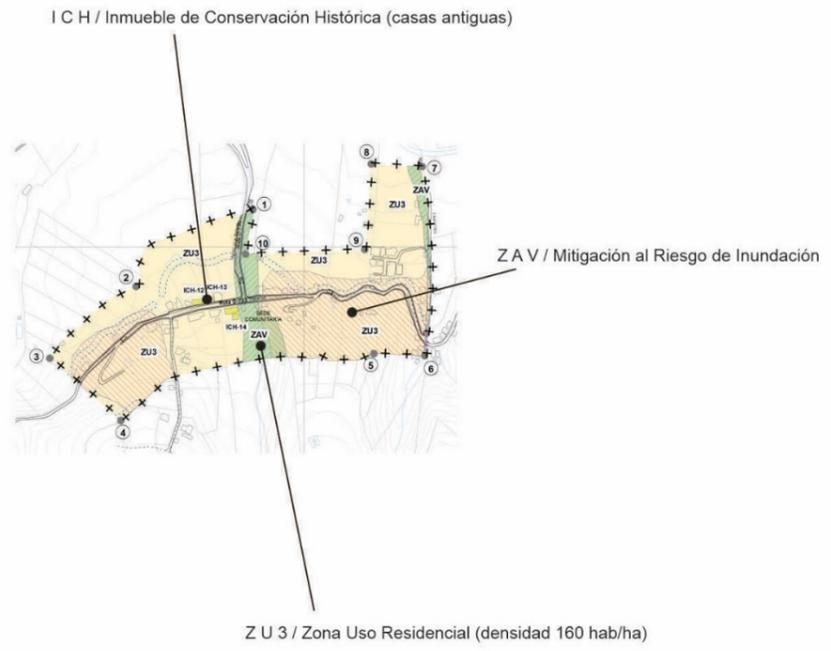 I C H / Inmueble de Conservación Histórica (casas antiguas)
8
7
ZAV
ZU3
1
10
9
ZU3
ZU3
Z A V / Mitigación al Riesgo de Inundación
2
ICH-12 ICH-13
SEDE
COMUNITARIA
ICH-14
ZAV
ZU3
ZU3
3
5
6
4
Z U 3 / Zona Uso Residencial (densidad 160 hab/ha)